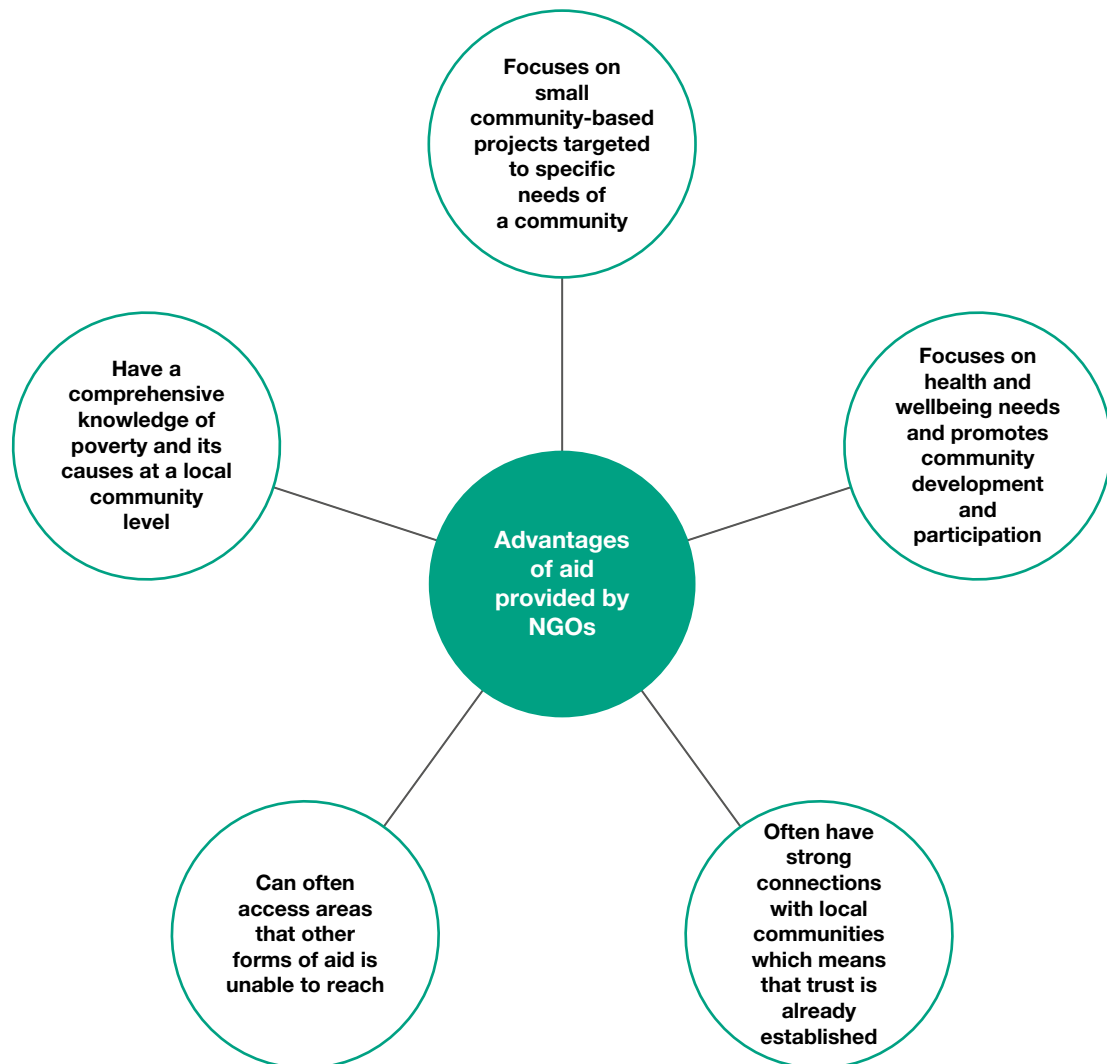 Focuses on
small
community-based
projects targeted
to specific
needs of
a community
Have a
comprehensive
knowledge of
poverty and its
causes at a local
community
level
Focuses on
health and
wellbeing needs
and promotes
community
development
and
participation
Advantages
of aid
provided by
NGOs
Can often
access areas
that other
forms of aid is
unable to reach
Often have
strong
connections
with local
communities
which means
that trust is
already
established